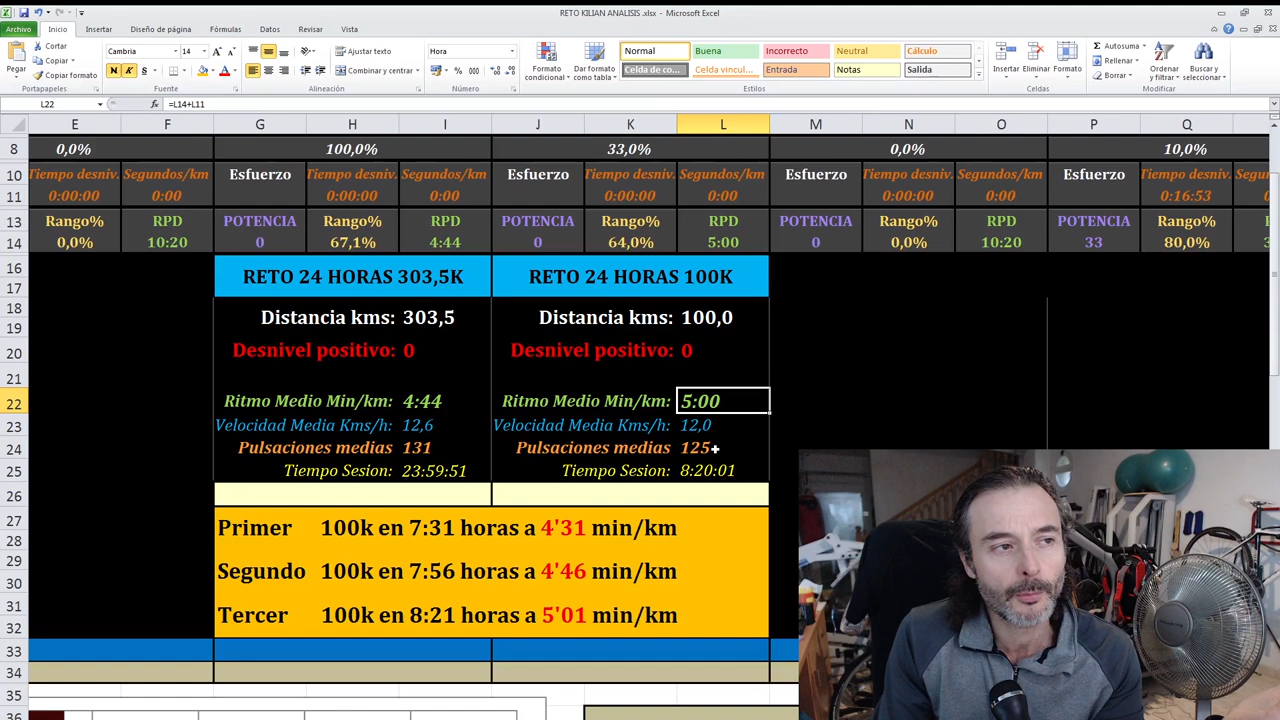 RETO KILIAN ANALISIS .xlsx - Microsoft Excel
Archivo Inicio Insertar Diseño de página Fórmulas Datos Revisar Vista
Pegar
Cortar
Copiar
Copiar formato
Portapapeles
Cambria 14
N K S
Fuente
Ajustar texto
Combinar y centrar
Alineación
Hora
% 000
Número
Formato condicional
Dar formato como tabla
Normal Buena Incorrecto Neutral Cálculo
Celda de co... Celda vincul... Entrada Notas Salida
Estilos
Insertar Eliminar Formato
Celdas
Autosuma
Rellenar
Borrar
Ordenar y filtrar
Buscar y seleccionar
Modificar
L22 fx =L14+L11
E F G H I J K L M N O P Q
8 0,0% 100,0% 33,0% 0,0% 10,0%
10 Tiempo desniv. Segundos/km Esfuerzo Tiempo desniv. Segundos/km Esfuerzo Tiempo desniv. Segundos/km Esfuerzo Tiempo desniv. Segundos/km Esfuerzo Tiempo desniv.
11 0:00:00 0:00 0:00:00 0:00 0:00:00 0:00 0:00:00 0:00 0:16:53
13 Rango% RPD POTENCIA Rango% RPD POTENCIA Rango% RPD POTENCIA Rango% RPD POTENCIA Rango%
14 0,0% 10:20 0 67,1% 4:44 0 64,0% 5:00 0 0,0% 10:20 33 80,0%
16
RETO 24 HORAS 303,5K RETO 24 HORAS 100K
17
18
Distancia kms: 303,5 Distancia kms: 100,0
19
20 Desnivel positivo: 0 Desnivel positivo: 0
21
22 Ritmo Medio Min/km: 4:44 Ritmo Medio Min/km: 5:00
23 Velocidad Media Kms/h: 12,6 Velocidad Media Kms/h: 12,0
24 Pulsaciones medias 131 Pulsaciones medias 125
25 Tiempo Sesion: 23:59:51 Tiempo Sesion: 8:20:01
26
27 Primer 100k en 7:31 horas a 4'31 min/km
28
29
Segundo 100k en 7:56 horas a 4'46 min/km
30
31 Tercer 100k en 8:21 horas a 5'01 min/km
32
33
34
35
36